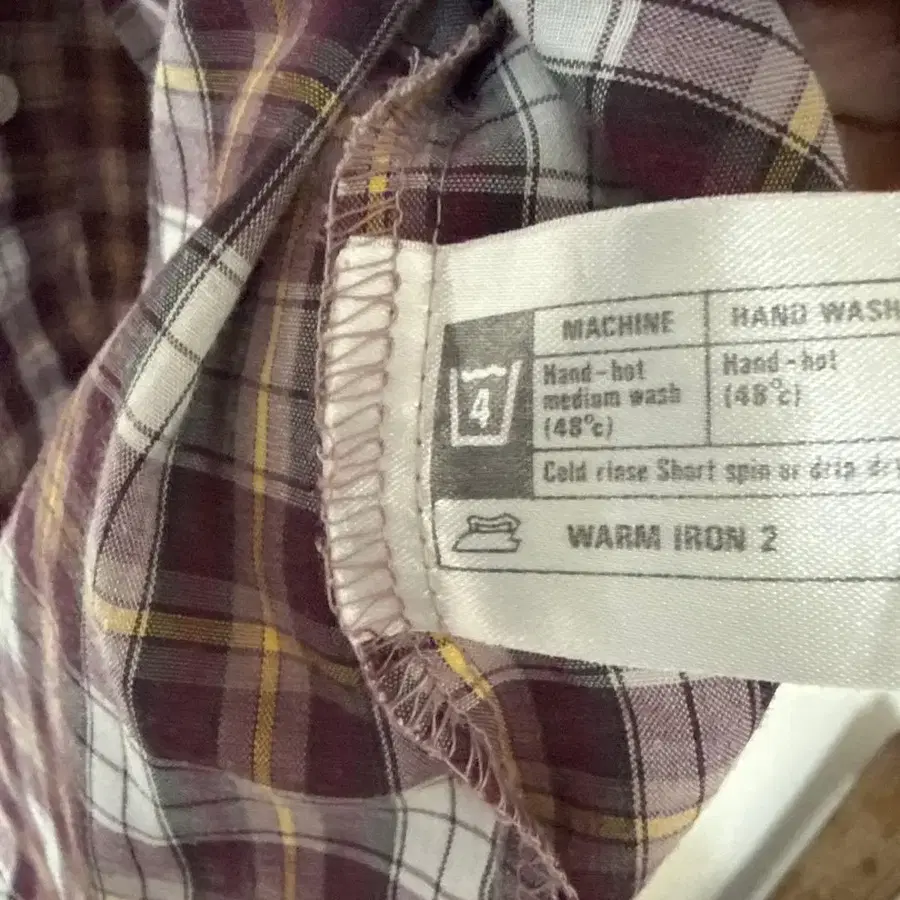 MACHINE
HAND WASH
4
Hand-hot
medium wash
(48°c)
Hand-hot
(48°c)
Cold rinse Short spin or drip dry
WARM IRON 2